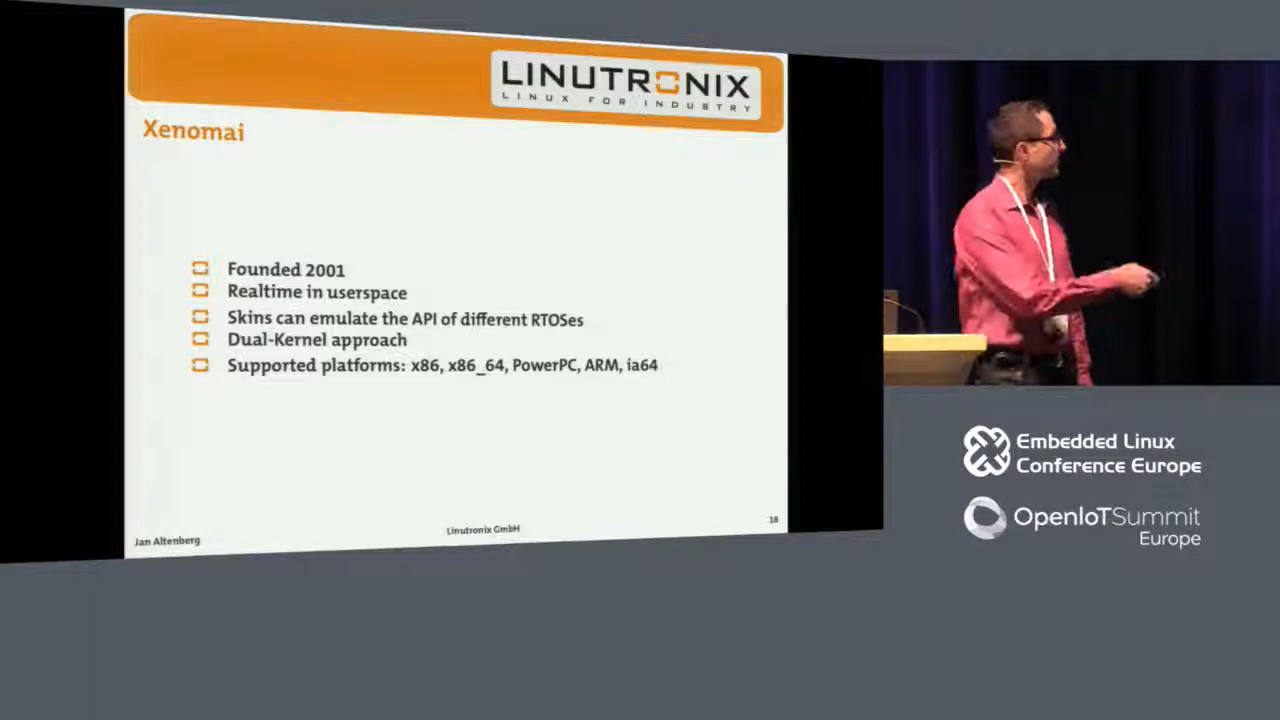 LINUTRONIX
LINUX FOR INDUSTRY
Xenomai
Founded 2001
Realtime in userspace
Skins can emulate the API of different RTOSes
Dual-Kernel approach
Supported platforms: x86, x86_64, PowerPC, ARM, ia64
Jan Altenberg
Linutronix GmbH
18
Embedded Linux
Conference Europe
OpenIoTSummit
Europe